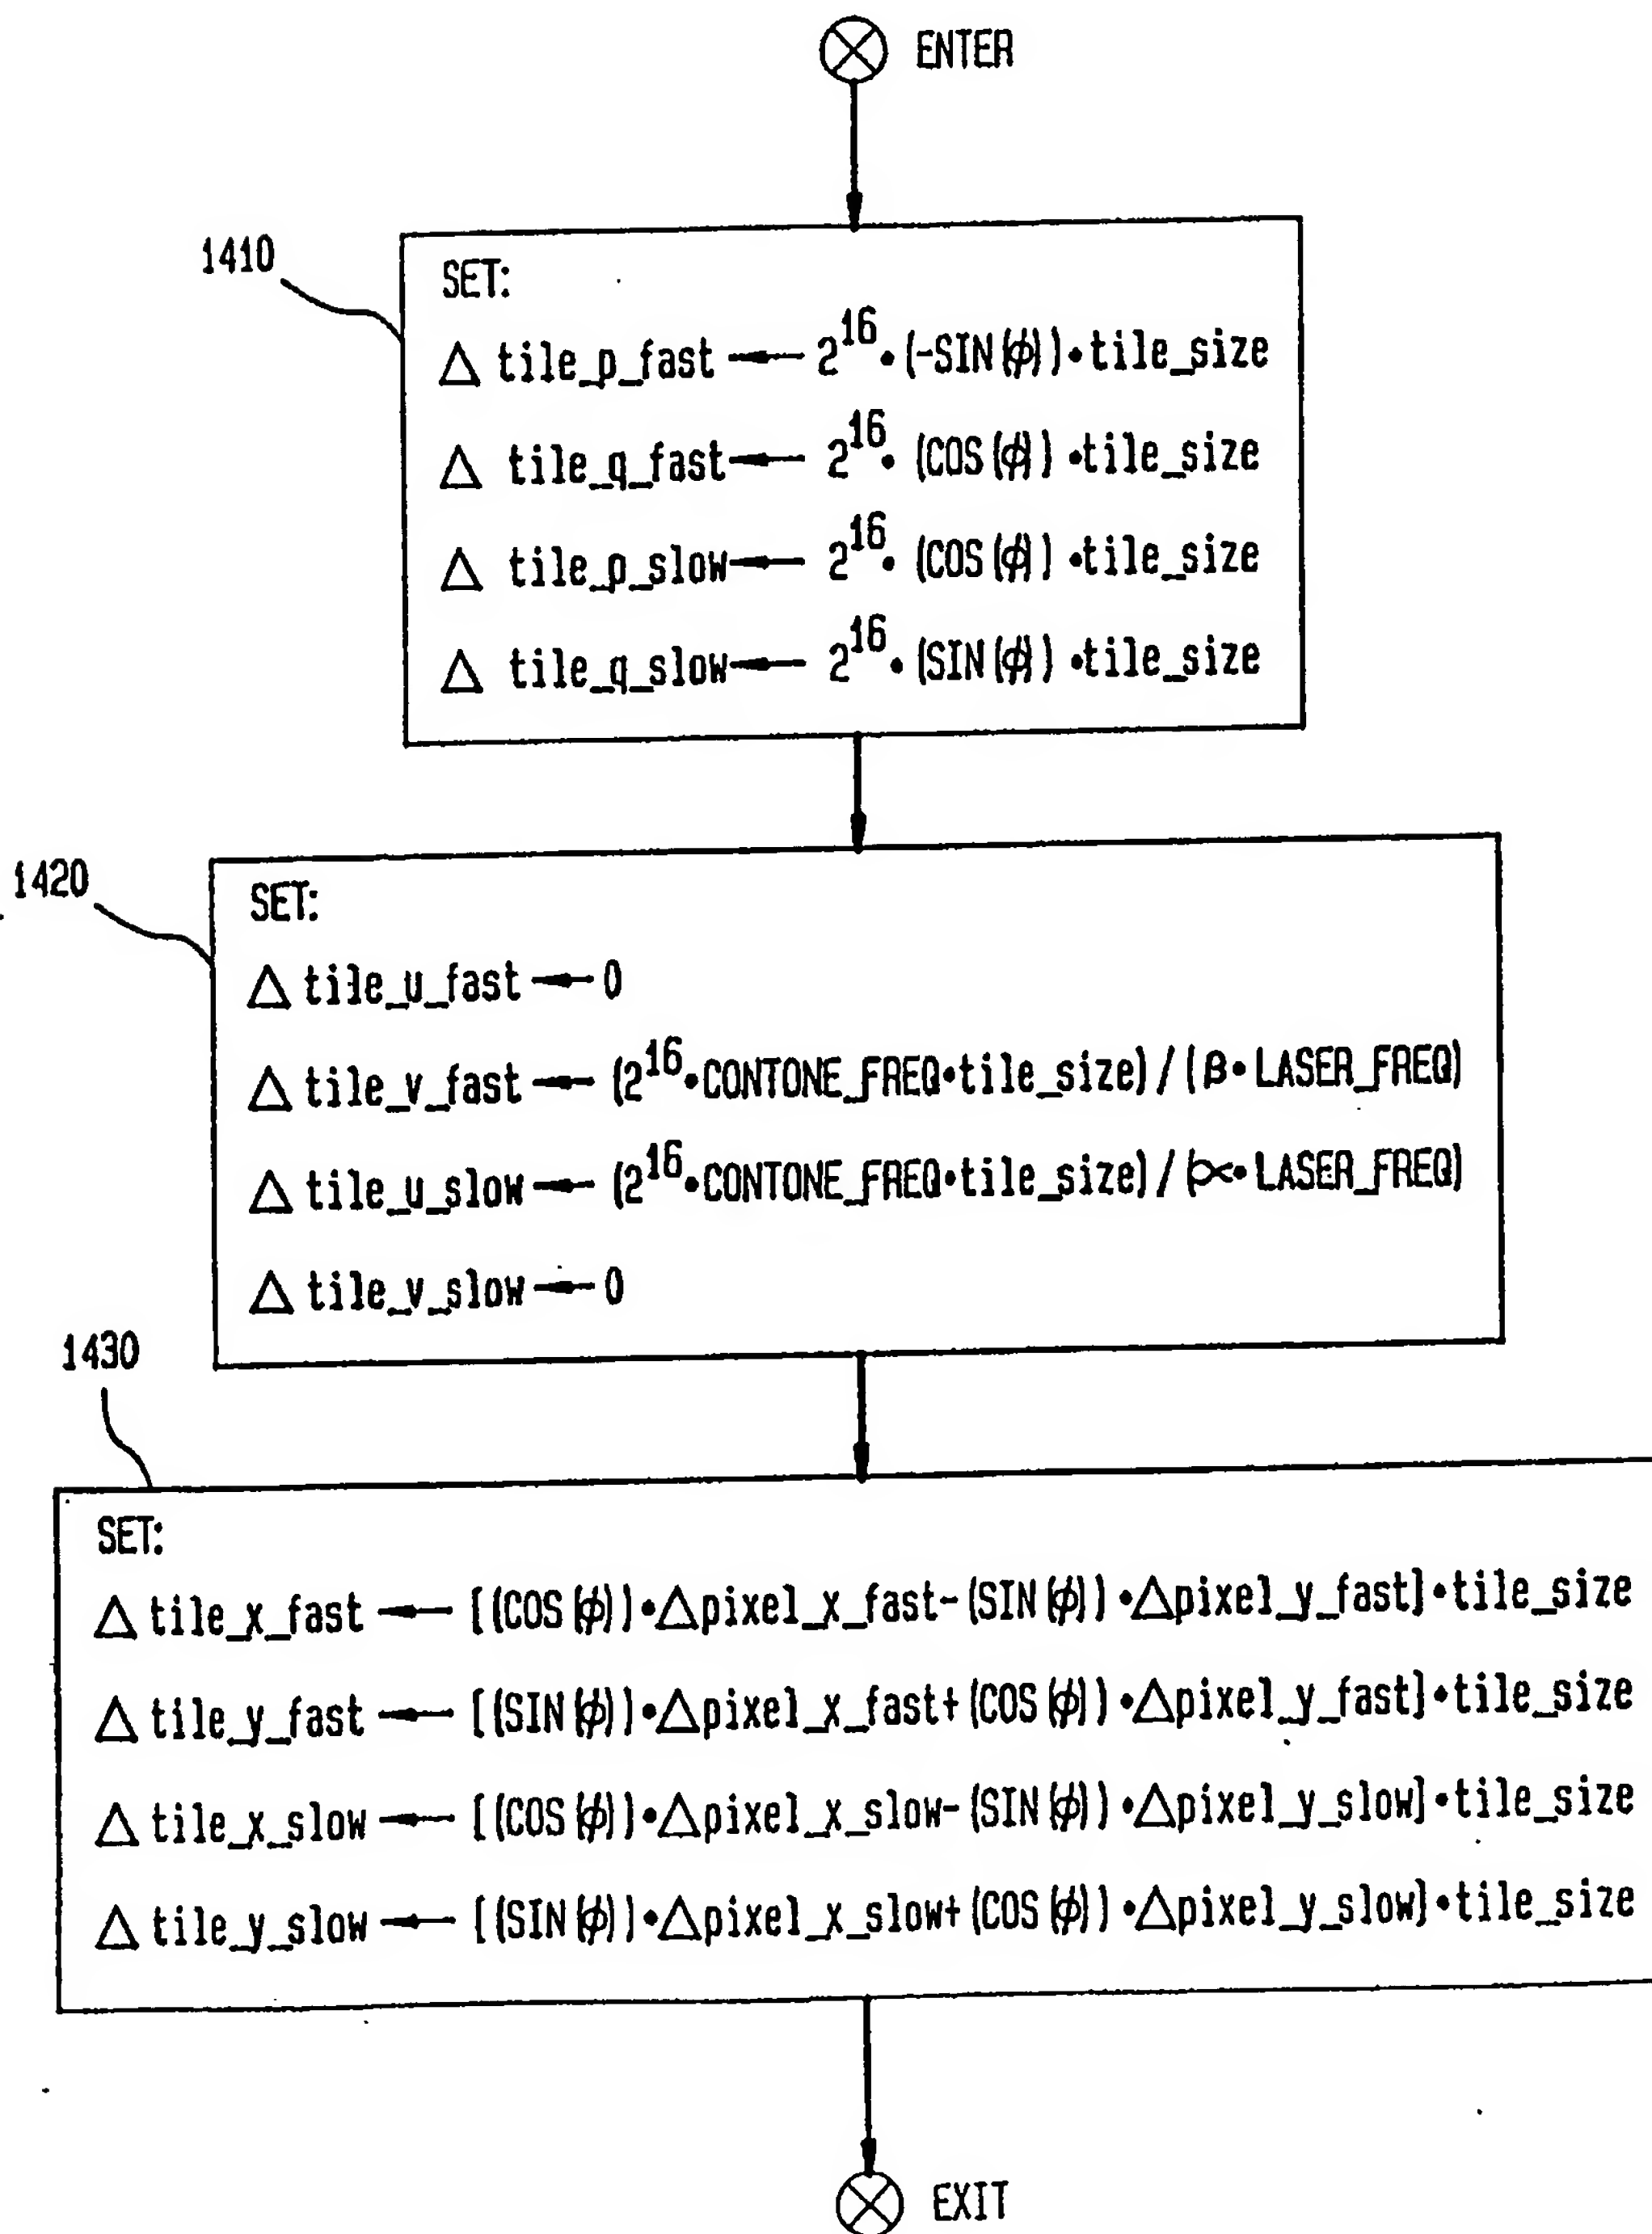 ENTER
1410
SET:
Δ tile_p_fast ← 2^16•(-SIN(ϕ))•tile_size
Δ tile_q_fast ← 2^16•(COS(ϕ))•tile_size
Δ tile_p_slow ← 2^16•(COS(ϕ))•tile_size
Δ tile_q_slow ← 2^16•(SIN(ϕ))•tile_size
1420
SET:
Δ tile_u_fast ← 0
Δ tile_v_fast ← (2^16•CONTONE_FREQ•tile_size)/(β•LASER_FREQ)
Δ tile_u_slow ← (2^16•CONTONE_FREQ•tile_size)/(∝•LASER_FREQ)
Δ tile_v_slow ← 0
1430
SET:
Δ tile_x_fast ← [(COS(ϕ))•Δpixel_x_fast-(SIN(ϕ))•Δpixel_y_fast]•tile_size
Δ tile_y_fast ← [(SIN(ϕ))•Δpixel_x_fast+(COS(ϕ))•Δpixel_y_fast]•tile_size
Δ tile_x_slow ← [(COS(ϕ))•Δpixel_x_slow-(SIN(ϕ))•Δpixel_y_slow]•tile_size
Δ tile_y_slow ← [(SIN(ϕ))•Δpixel_x_slow+(COS(ϕ))•Δpixel_y_slow]•tile_size
EXIT